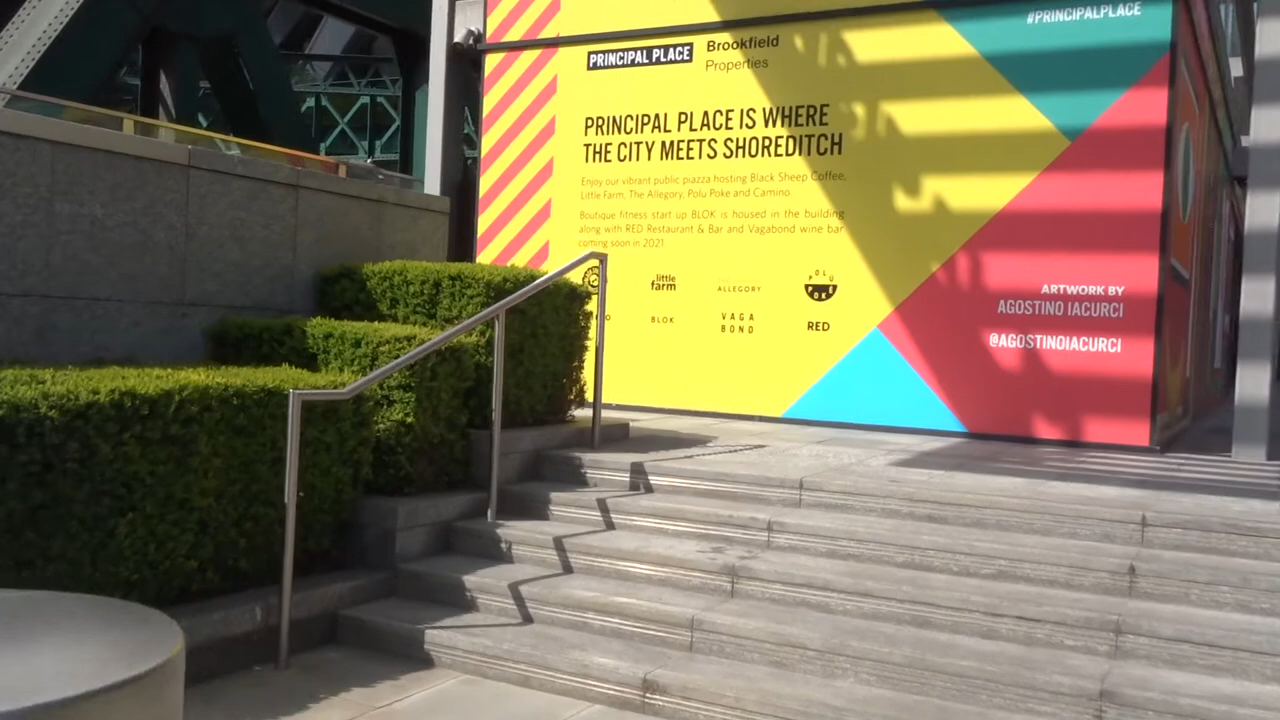 #PRINCIPALPLACE
PRINCIPAL PLACE
Brookfield
Properties
PRINCIPAL PLACE IS WHERE
THE CITY MEETS SHOREDITCH
Enjoy our vibrant public piazza hosting Black Sheep Coffee,
Little Farm, The Allegory, Polu Poke and Camino.
Boutique fitness start up BLOK is housed in the building
along with RED Restaurant & Bar and Vagabond wine bar
coming soon in 2021.
little
farm
ALLEGORY
POLU
POKE
BLOK
VAGA
BOND
RED
ARTWORK BY
AGOSTINO IACURCI
@AGOSTINOIACURCI